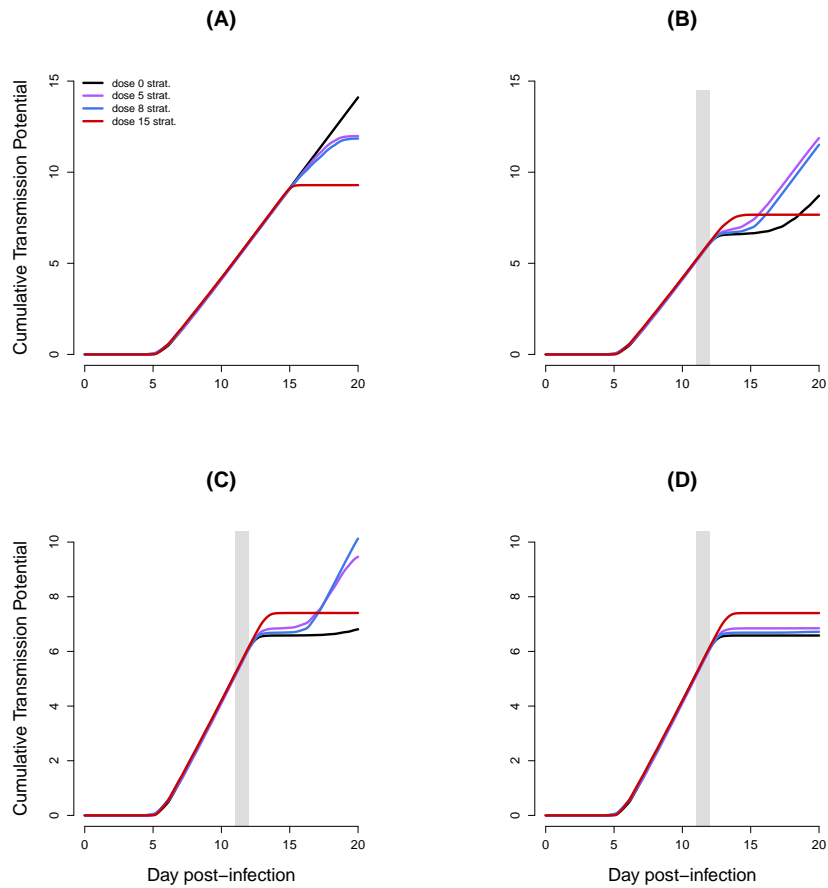 (A)
Cumulative Transmission Potential
15
10
5
0
dose 0 strat.
dose 5 strat.
dose 8 strat.
dose 15 strat.
0 5 10 15 20
(B)
15
10
5
0
0 5 10 15 20
(C)
Cumulative Transmission Potential
10
8
6
4
2
0
0 5 10 15 20
Day post−infection
(D)
10
8
6
4
2
0
0 5 10 15 20
Day post−infection